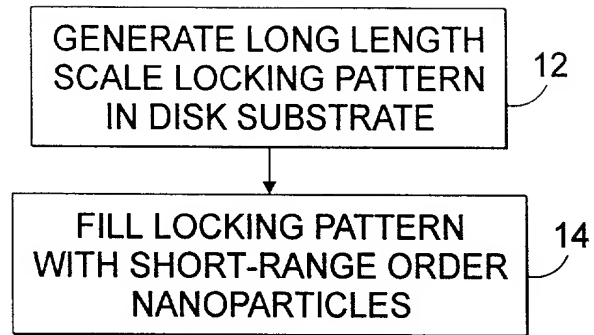 GENERATE LONG LENGTH
SCALE LOCKING PATTERN
IN DISK SUBSTRATE
12
FILL LOCKING PATTERN
WITH SHORT-RANGE ORDER
NANOPARTICLES
14